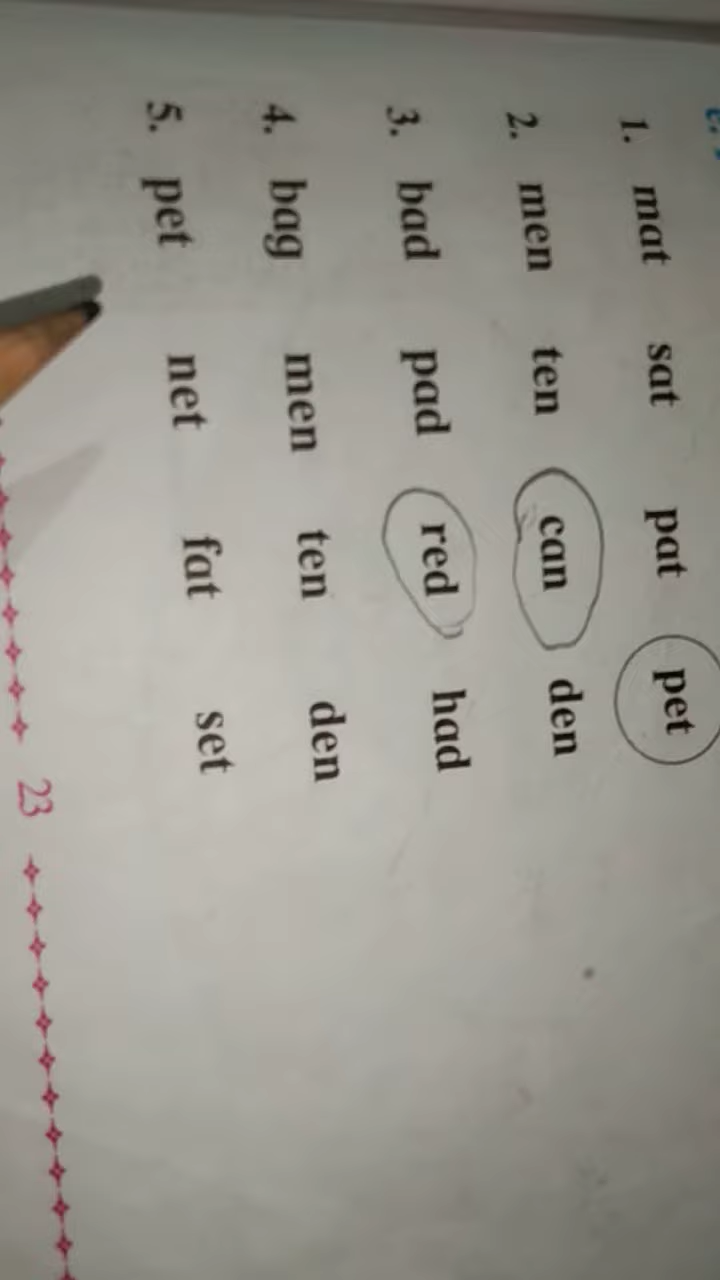 1. mat sat pat pet
2. men ten can den
3. bad pad red had
4. bag men ten den
5. pet net fat set
23